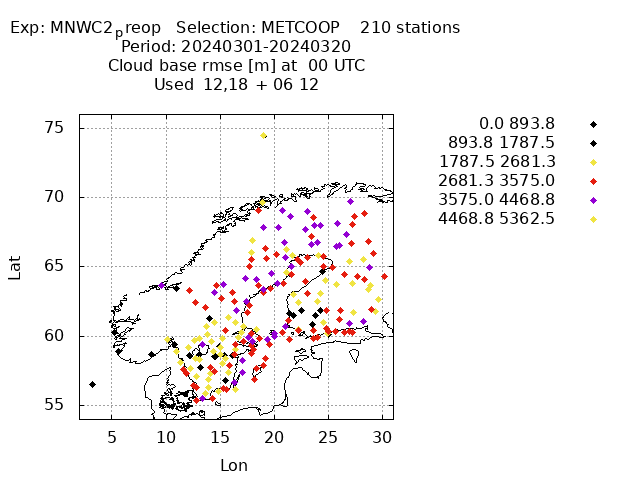 Exp: MNWC2preop Selection: METCOOP 210 stations
Period: 20240301-20240320
Cloud base rmse [m] at 00 UTC
Used 12,18 + 06 12
0.0 893.8
893.8 1787.5
1787.5 2681.3
2681.3 3575.0
3575.0 4468.8
4468.8 5362.5
75
70
65
60
55
Lat
5 10 15 20 25 30
Lon